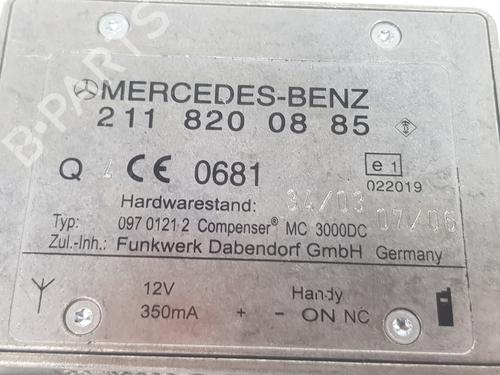 MERCEDES-BENZ
211 820 08 85
Q 4 CE 0681
e1
022019
Hardwarestand: 34/03 07/06
Typ: 097 0121 2 Compenser® MC 3000DC
Zul.-Inh.: Funkwerk Dabendorf GmbH Germany
12V Handy
350mA + - ON NC
B-PARTS